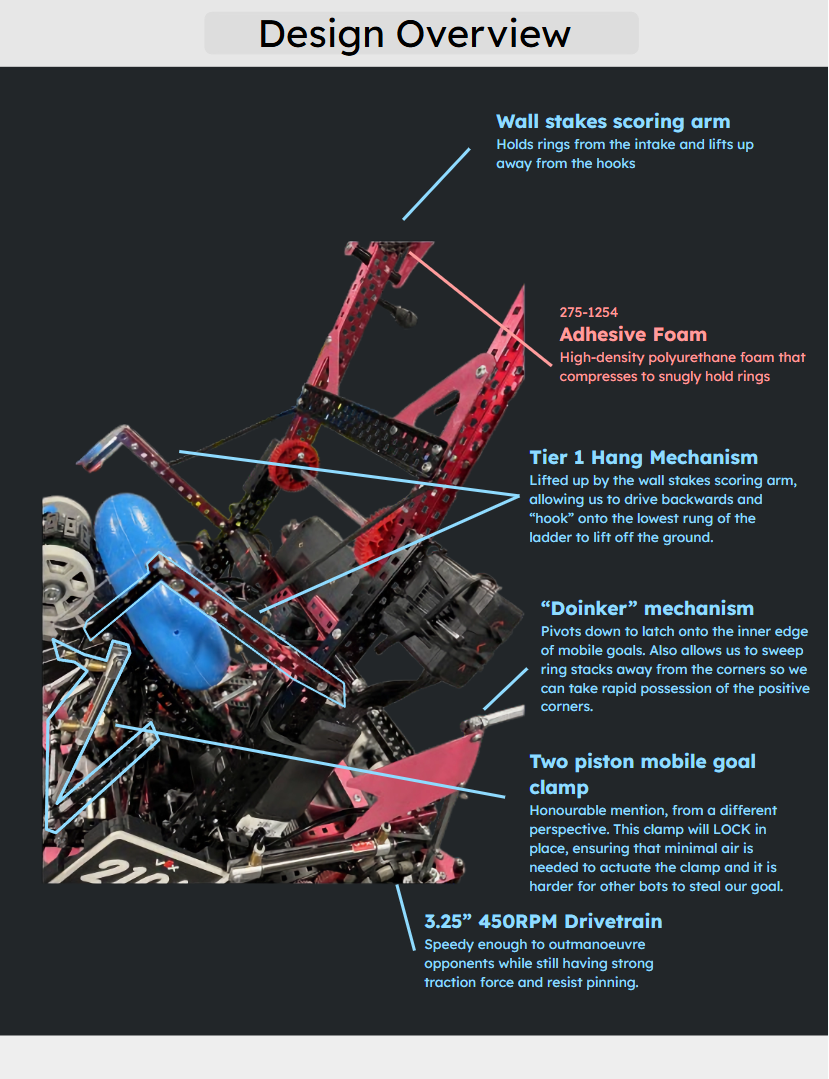 Design Overview
Wall stakes scoring arm
Holds rings from the intake and lifts up
away from the hooks
275-1254
Adhesive Foam
High-density polyurethane foam that
compresses to snugly hold rings
Tier 1 Hang Mechanism
Lifted up by the wall stakes scoring arm,
allowing us to drive backwards and
“hook” onto the lowest rung of the
ladder to lift off the ground.
“Doinker” mechanism
Pivots down to latch onto the inner edge
of mobile goals. Also allows us to sweep
ring stacks away from the corners so we
can take rapid possession of the positive
corners.
Two piston mobile goal
clamp
Honourable mention, from a different
perspective. This clamp will LOCK in
place, ensuring that minimal air is
needed to actuate the clamp and it is
harder for other bots to steal our goal.
vex
3.25” 450RPM Drivetrain
Speedy enough to outmanoeuvre
opponents while still having strong
traction force and resist pinning.